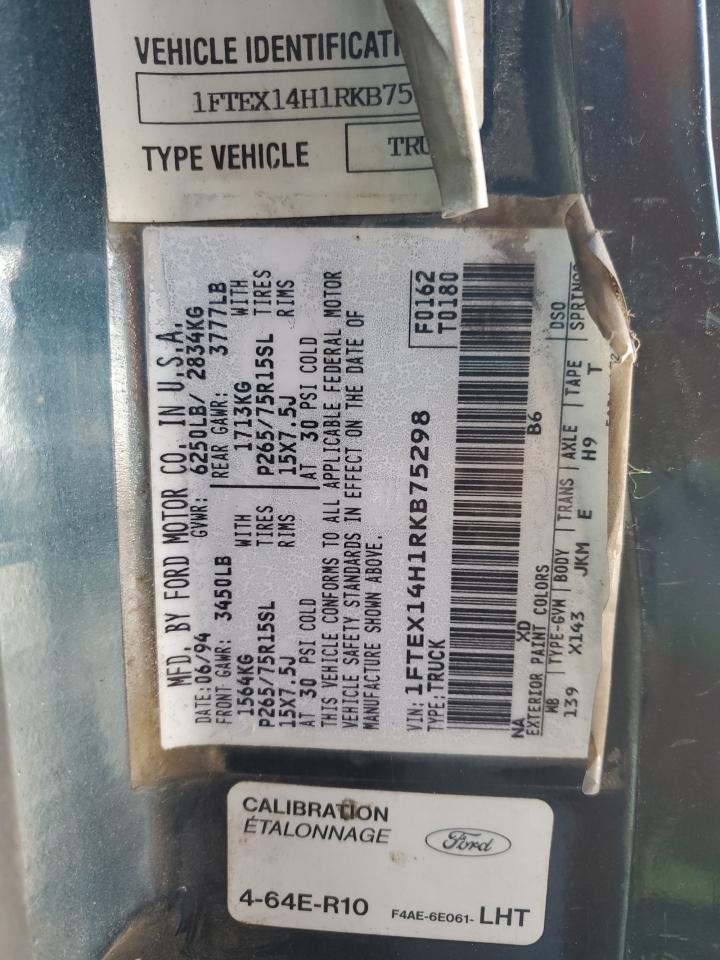 VEHICLE IDENTIFICATI
1FTEX14H1RKB75
TYPE VEHICLE TRU
MFD. BY FORD MOTOR CO. IN U.S.A.
DATE: 06/94 GVWR: 6250LB/ 2834KG
FRONT GAWR: 3450LB REAR GAWR: 3777LB
1564KG WITH 1713KG WITH
P265/75R15SL TIRES P265/75R15SL TIRES
15X7.5J RIMS 15X7.5J RIMS
AT 30 PSI COLD AT 30 PSI COLD
THIS VEHICLE CONFORMS TO ALL APPLICABLE FEDERAL MOTOR
VEHICLE SAFETY STANDARDS IN EFFECT ON THE DATE OF
MANUFACTURE SHOWN ABOVE.
VIN: 1FTEX14H1RKB75298 F0162
TYPE: TRUCK T0180
NA XD B6
EXTERIOR PAINT COLORS DSO
WB TYPE-GVM BODY TRANS AXLE TAPE SPRING
139 X143 JKM E H9 T
CALIBRATION
ÉTALONNAGE
Ford
4-64E-R10 F4AE-6E061-LHT